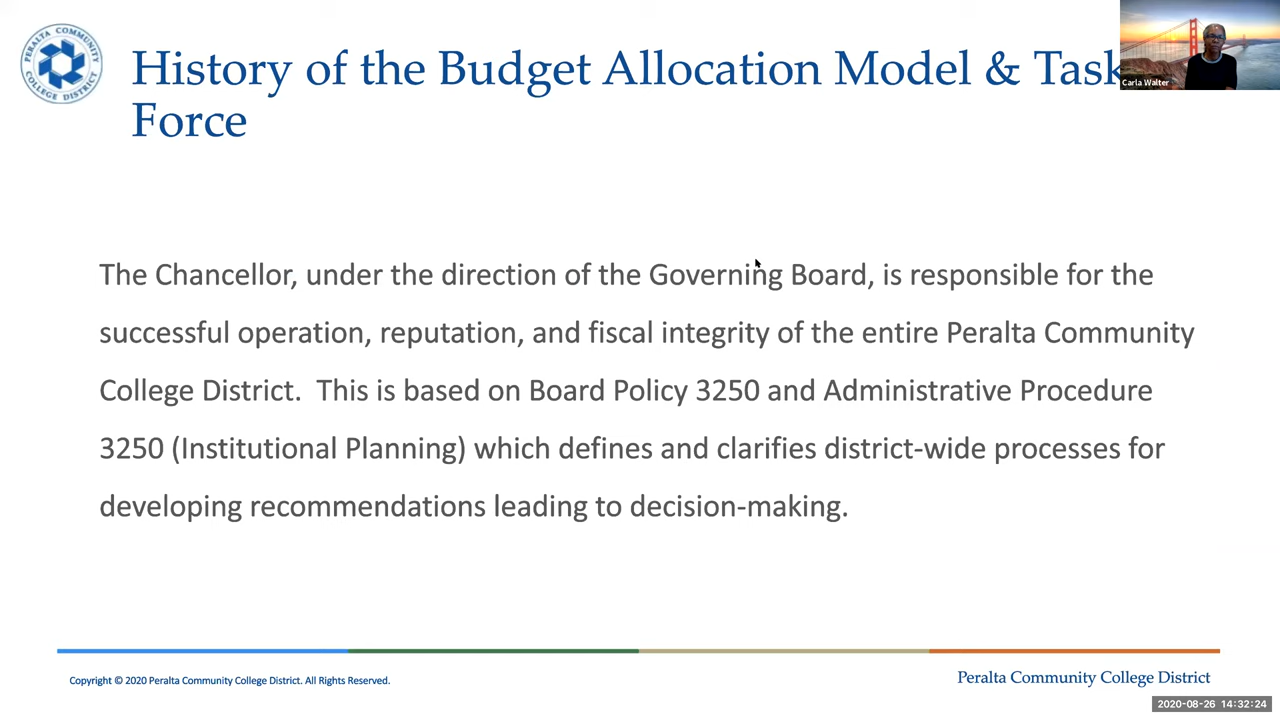 PERALTA COMMUNITY
COLLEGE DISTRICT
History of the Budget Allocation Model & Task
Force
Carla Walter
The Chancellor, under the direction of the Governing Board, is responsible for the
successful operation, reputation, and fiscal integrity of the entire Peralta Community
College District.  This is based on Board Policy 3250 and Administrative Procedure
3250 (Institutional Planning) which defines and clarifies district-wide processes for
developing recommendations leading to decision-making.
Copyright © 2020 Peralta Community College District. All Rights Reserved.
Peralta Community College District
2020-08-26 14:32:24